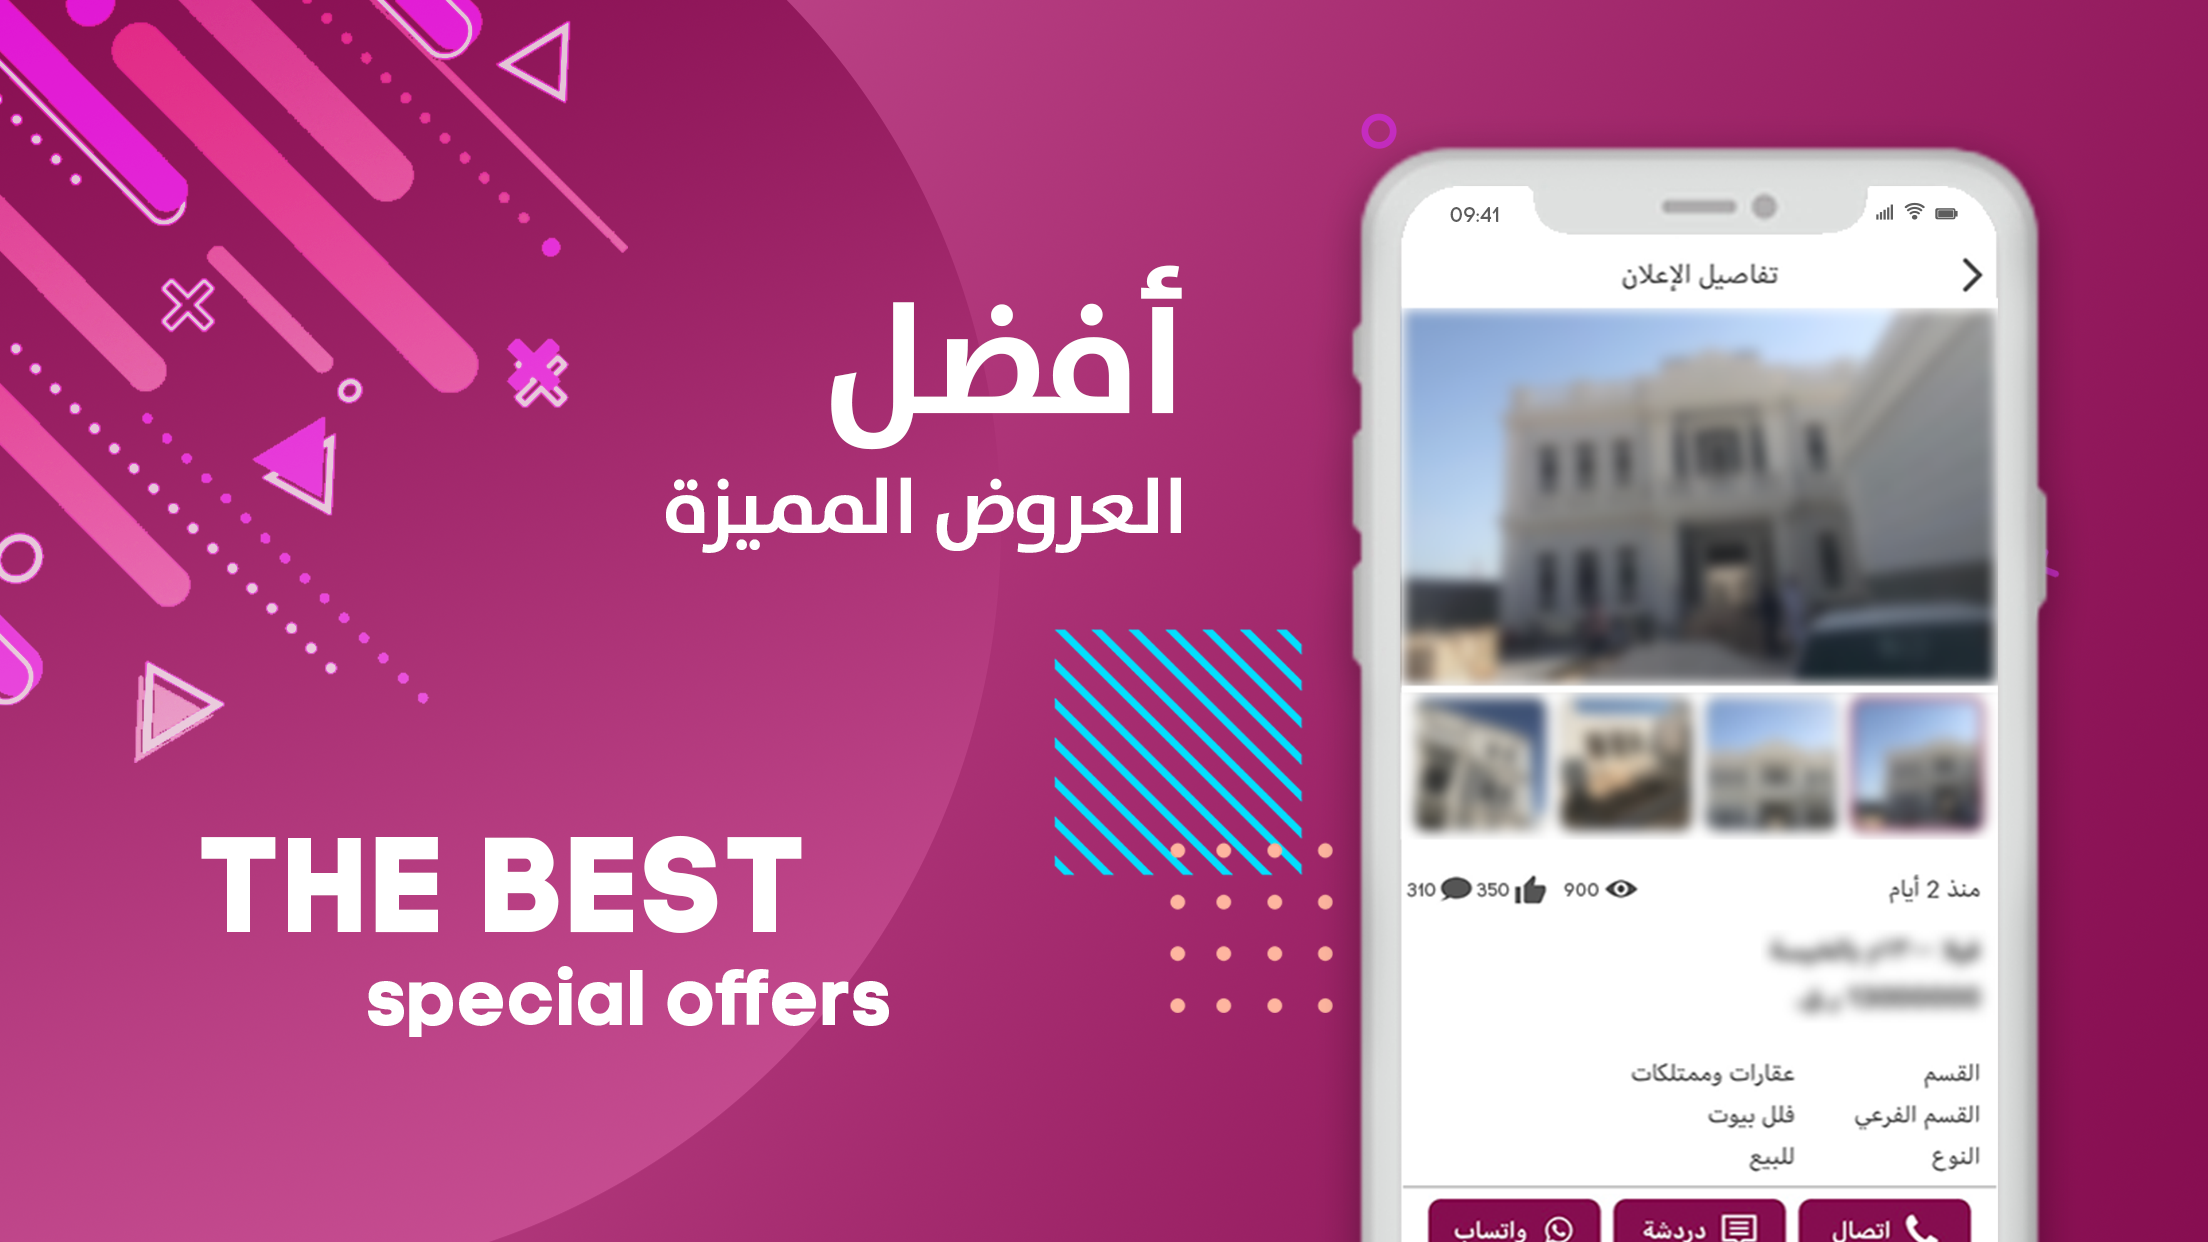 أفضل
العروض المميزة
THE BEST
special offers
09:41
تفاصيل الإعلان
منذ 2 أيام 900 350 310
القسم عقارات وممتلكات
القسم الفرعي فلل بيوت
النوع للبيع
اتصال دردشة واتساب